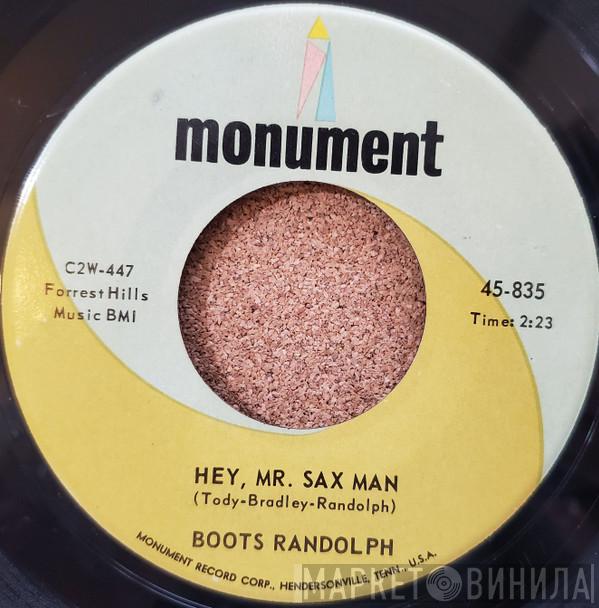 monument
C2W-447
Forrest Hills
Music BMI
45-835
Time: 2:23
HEY, MR. SAX MAN
(Tody-Bradley-Randolph)
BOOTS RANDOLPH
MONUMENT RECORD CORP., HENDERSONVILLE, TENN., U.S.A.
МАРКЕТ ВИНИЛА